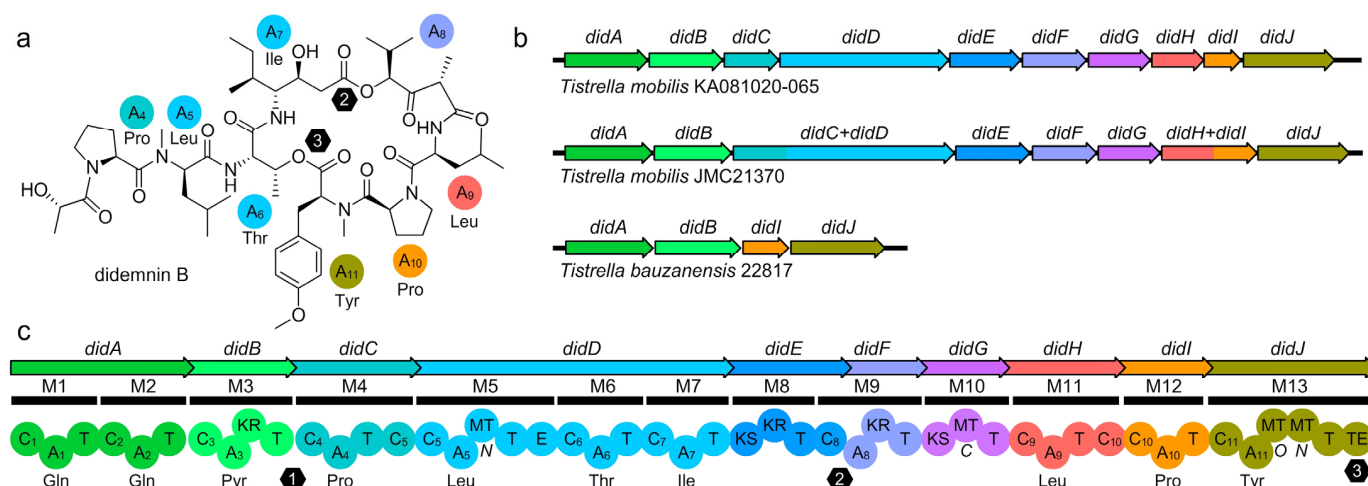 a
A7
Ile
OH
O
O
A8
O
O
A4
Pro
A5
Leu
NH
2
HN
O
N
N
O
N
H
O
3
O
O
O
O
HO
O
O
A6
Thr
N
O
N
A9
Leu
didemnin B
A11
Tyr
A10
Pro
O
b
didA didB didC didD didE didF didG didH didI didJ
Tistrella mobilis KA081020-065
didA didB didC+didD didE didF didG didH+didI didJ
Tistrella mobilis JMC21370
didA didB didI didJ
Tistrella bauzanensis 22817
c
didA didB didC didD didE didF didG didH didI didJ
M1 M2 M3 M4 M5 M6 M7 M8 M9 M10 M11 M12 M13
C1 A1 T C2 A2 T C3 A3 KR T C4 A4 T C5 C5 A5 MT N T E C6 A6 T C7 A7 T KS KR T C8 A8 KR T KS MT C T C9 A9 T C10 C10 A10 T C11 A11 MT O MT N T TE
Gln Gln Pyr 1 Pro Leu Thr Ile 2 Leu Pro Tyr 3